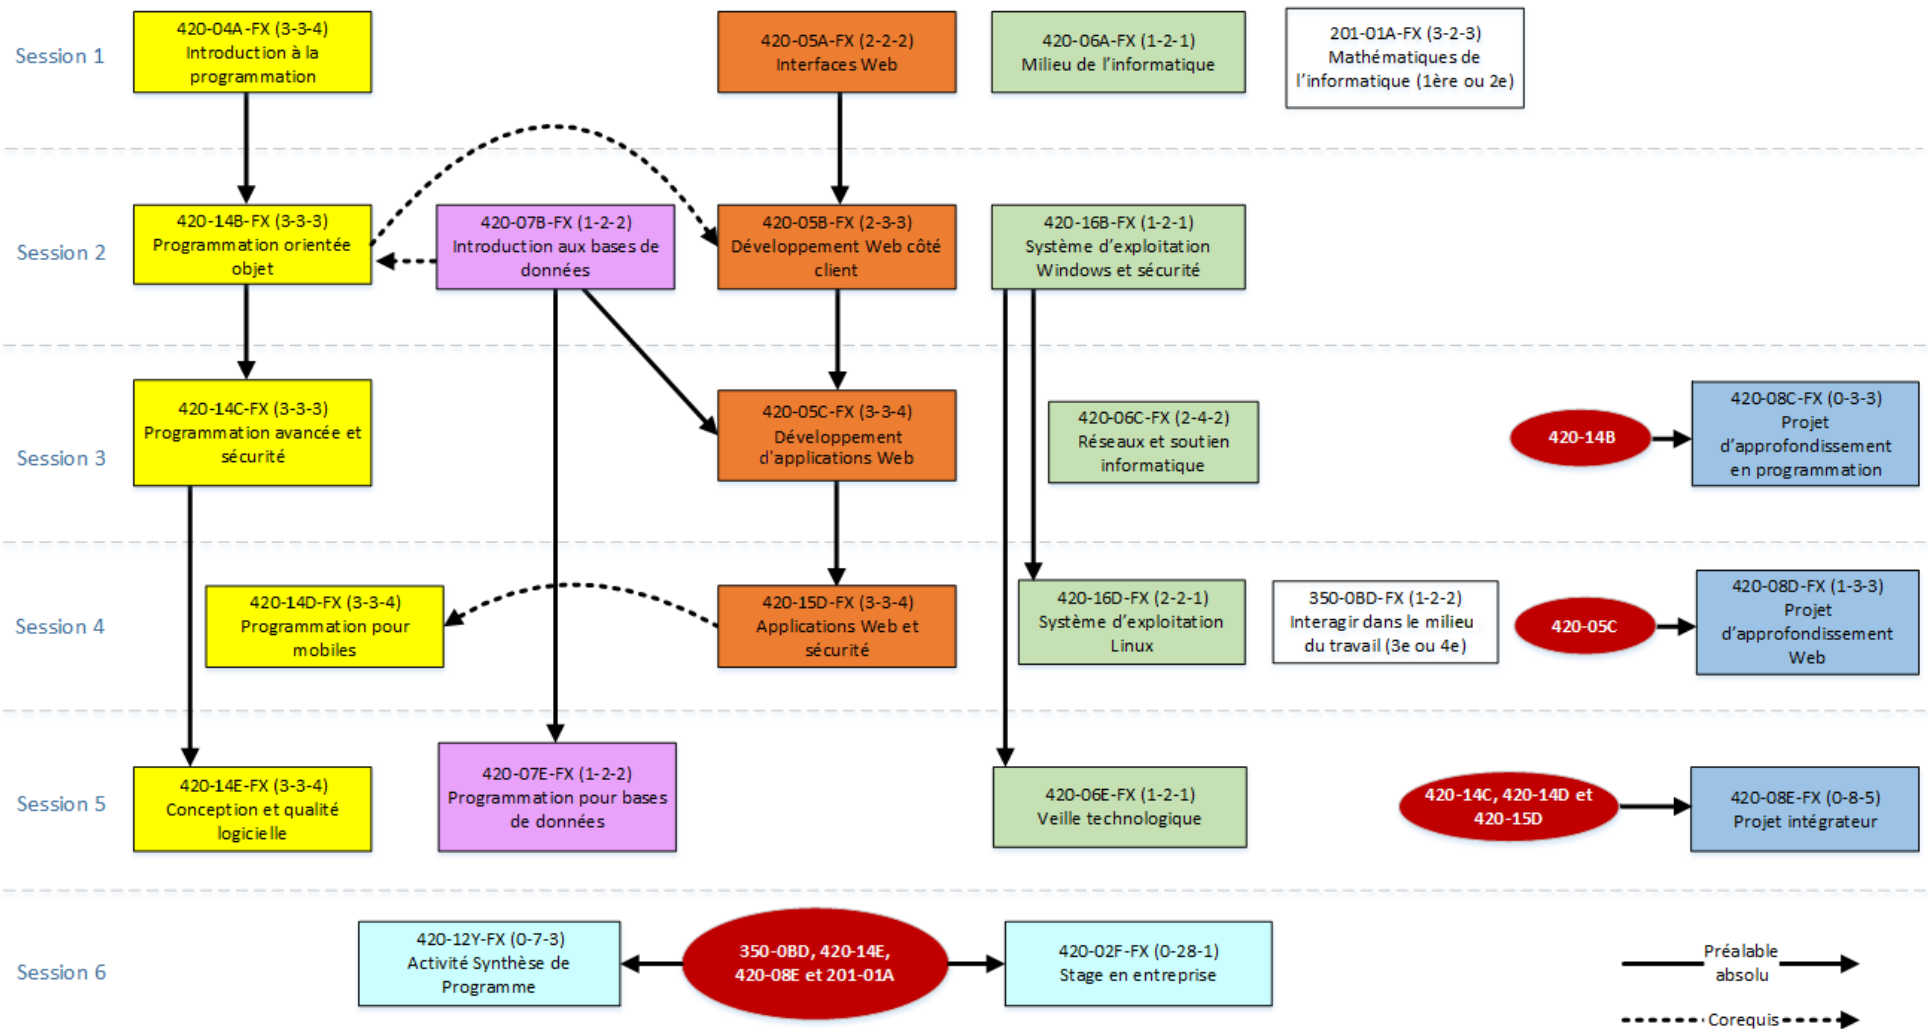 Session 1
420-04A-FX (3-3-4)
Introduction à la
programmation
420-05A-FX (2-2-2)
Interfaces Web
420-06A-FX (1-2-1)
Milieu de l'informatique
201-01A-FX (3-2-3)
Mathématiques de
l'informatique (1ère ou 2e)
Session 2
420-14B-FX (3-3-3)
Programmation orientée
objet
420-07B-FX (1-2-2)
Introduction aux bases de
données
420-05B-FX (2-3-3)
Développement Web côté
client
420-16B-FX (1-2-1)
Système d'exploitation
Windows et sécurité
Session 3
420-14C-FX (3-3-3)
Programmation avancée et
sécurité
420-05C-FX (3-3-4)
Développement
d'applications Web
420-06C-FX (2-4-2)
Réseaux et soutien
informatique
420-14B
420-08C-FX (0-3-3)
Projet
d'approfondissement
en programmation
Session 4
420-14D-FX (3-3-4)
Programmation pour
mobiles
420-15D-FX (3-3-4)
Applications Web et
sécurité
420-16D-FX (2-2-1)
Système d'exploitation
Linux
350-0BD-FX (1-2-2)
Interagir dans le milieu
du travail (3e ou 4e)
420-05C
420-08D-FX (1-3-3)
Projet
d'approfondissement
Web
Session 5
420-14E-FX (3-3-4)
Conception et qualité
logicielle
420-07E-FX (1-2-2)
Programmation pour bases
de données
420-06E-FX (1-2-1)
Veille technologique
420-14C, 420-14D et
420-15D
420-08E-FX (0-8-5)
Projet intégrateur
Session 6
420-12Y-FX (0-7-3)
Activité Synthèse de
Programme
350-0BD, 420-14E,
420-08E et 201-01A
420-02F-FX (0-28-1)
Stage en entreprise
Préalable
absolu
Corequis